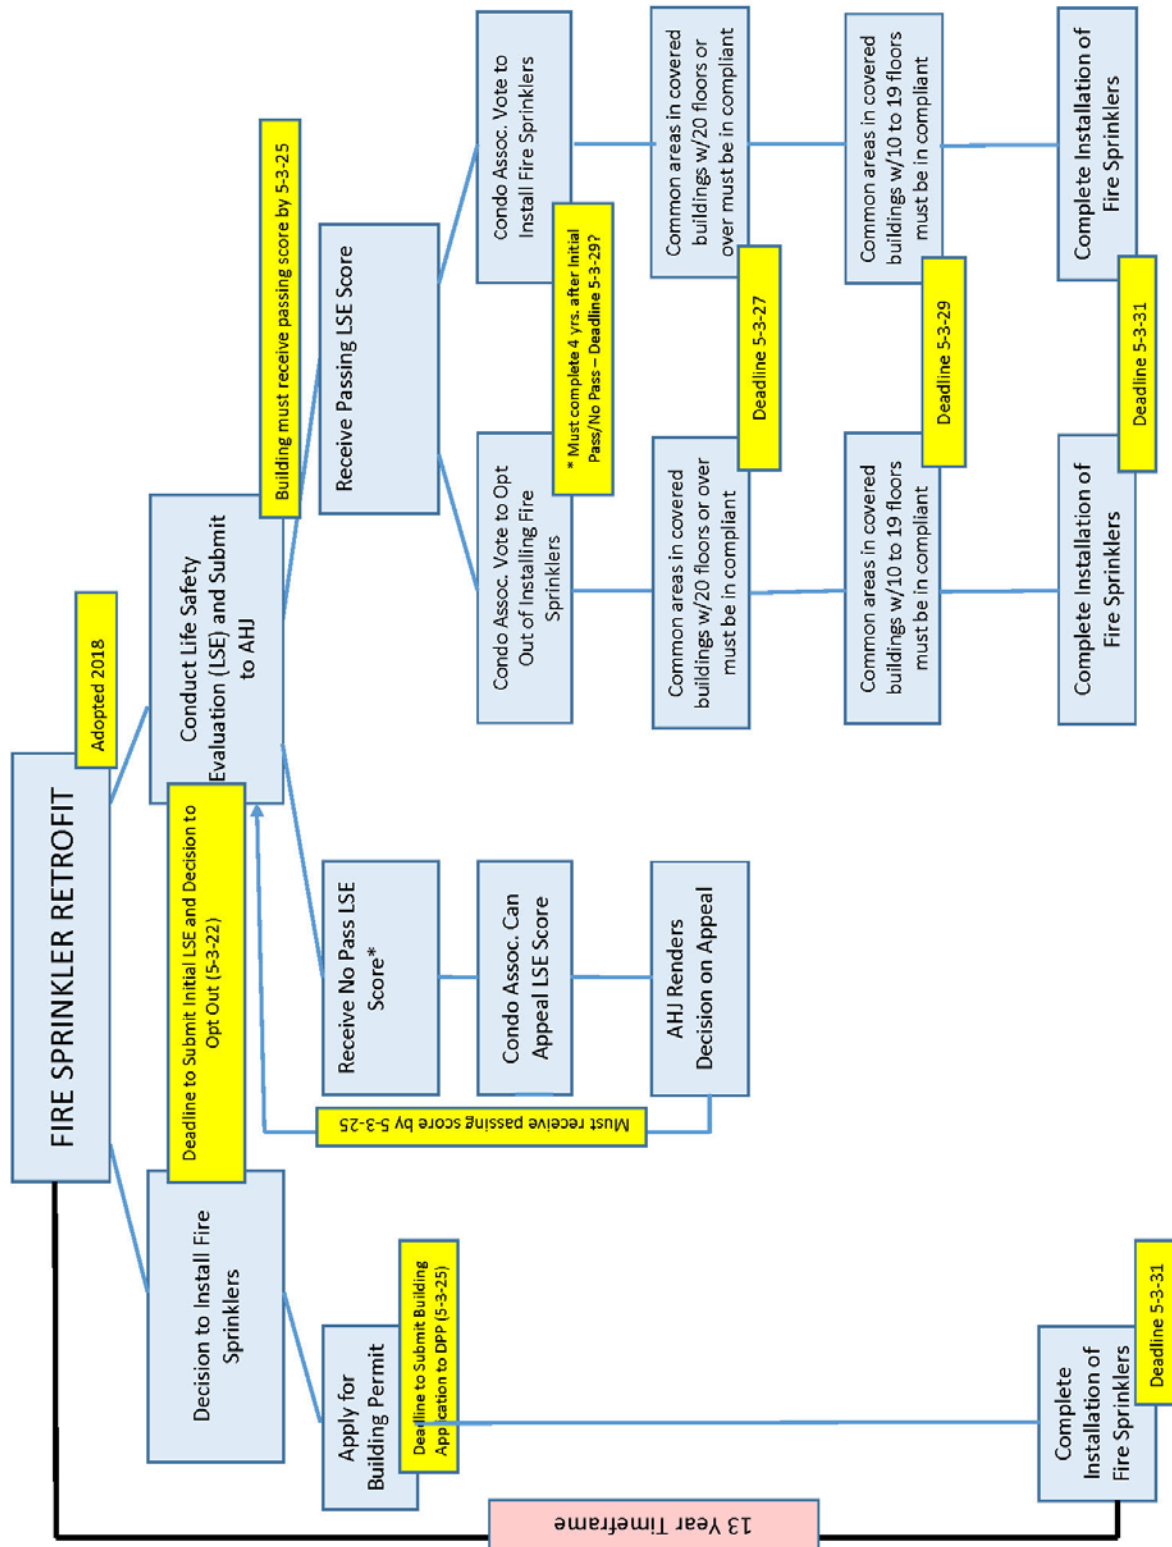 FIRE SPRINKLER RETROFIT
Adopted 2018
Decision to Install Fire
Sprinklers
Deadline to Submit Initial LSE and Decision to
Opt Out (5-3-22)
Conduct Life Safety
Evaluation (LSE) and Submit
to AHJ
Building must receive passing score by 5-3-25
Apply for
Building Permit
Deadline to Submit Building
Application to DPP (5-3-25)
Receive No Pass LSE
Score*
Receive Passing LSE Score
Must receive passing score by 5-3-25
Condo Assoc. Can
Appeal LSE Score
Condo Assoc. Vote to Opt
Out of Installing Fire
Sprinklers
* Must complete 4 yrs. after Initial
Pass/No Pass – Deadline 5-3-29?
Condo Assoc. Vote to
Install Fire Sprinklers
AHJ Renders
Decision on Appeal
Common areas in covered
buildings w/20 floors or over
must be in compliant
Deadline 5-3-27
Common areas in covered
buildings w/20 floors or
over must be in compliant
13 Year Timeframe
Common areas in covered
buildings w/10 to 19 floors
must be in compliant
Deadline 5-3-29
Common areas in covered
buildings w/10 to 19 floors
must be in compliant
Complete
Installation of
Fire Sprinklers
Deadline 5-3-31
Complete Installation of
Fire Sprinklers
Deadline 5-3-31
Complete Installation of
Fire Sprinklers